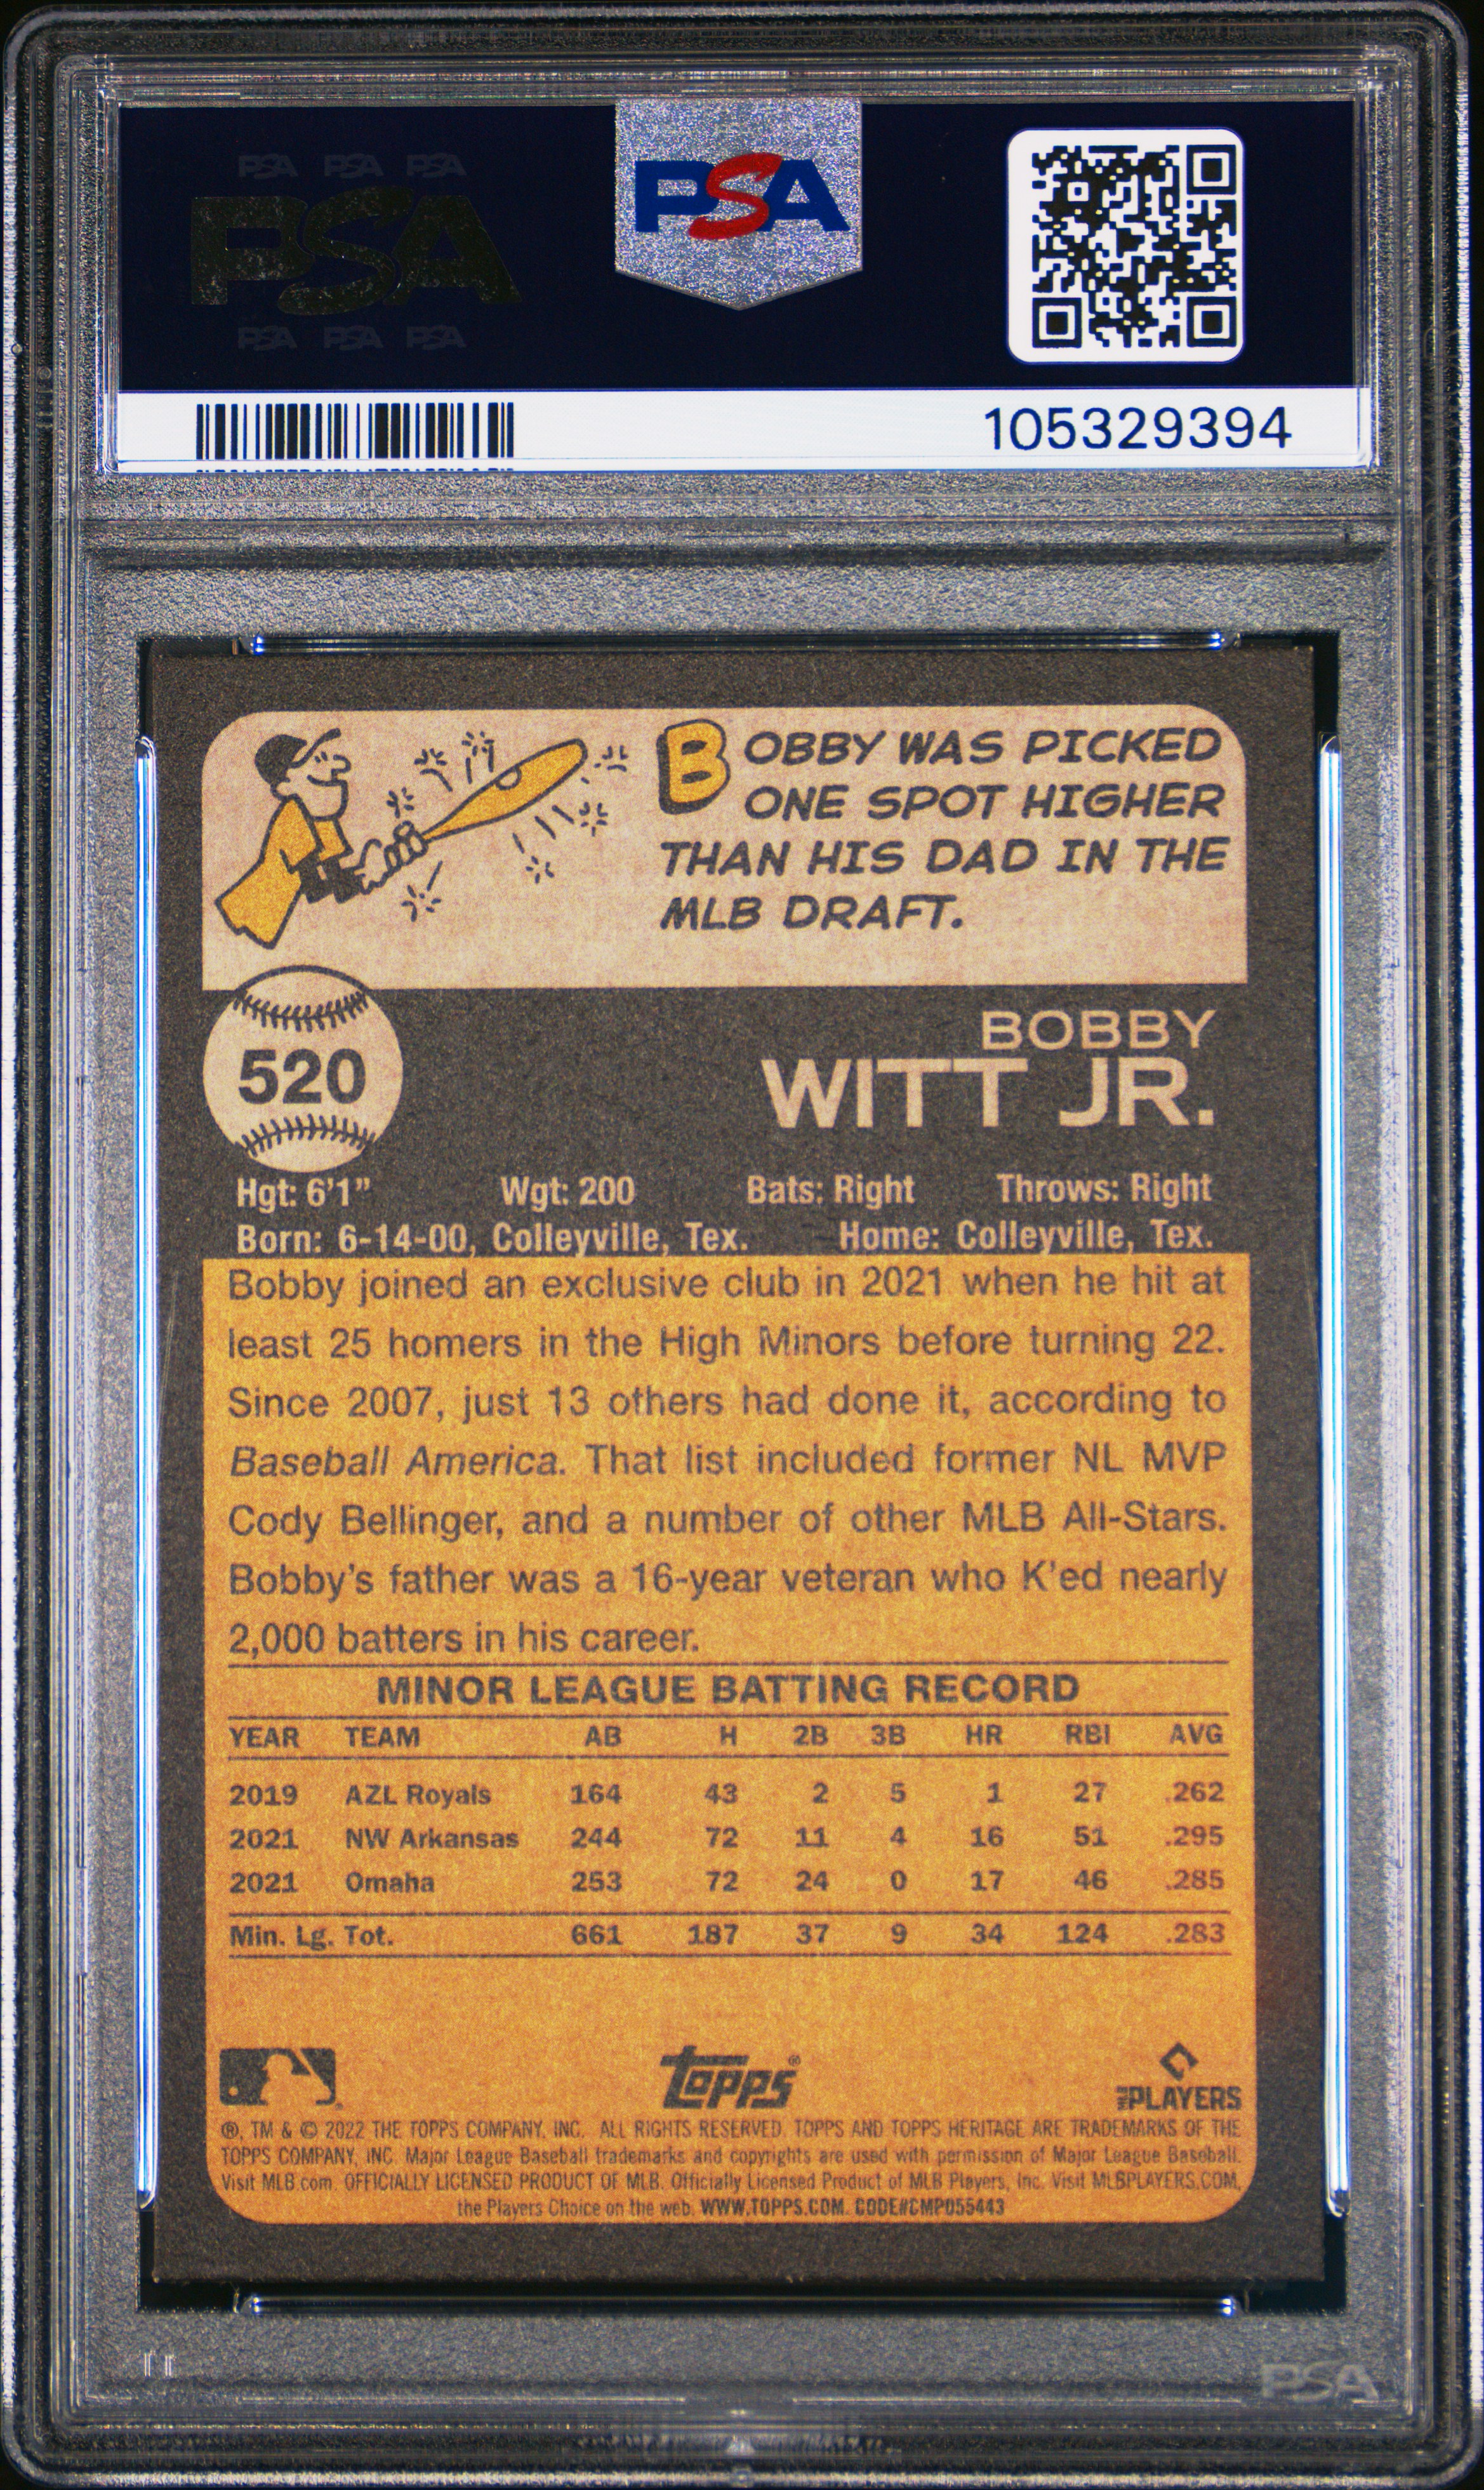 PSA PSA PSA
PSA
PSA PSA PSA
PSA
105329394
BOBBY WAS PICKED
ONE SPOT HIGHER
THAN HIS DAD IN THE
MLB DRAFT.
520
BOBBY
WITT JR.
Hgt: 6'1" Wgt: 200 Bats: Right Throws: Right
Born: 6-14-00, Colleyville, Tex. Home: Colleyville, Tex.
Bobby joined an exclusive club in 2021 when he hit at
least 25 homers in the High Minors before turning 22.
Since 2007, just 13 others had done it, according to
Baseball America. That list included former NL MVP
Cody Bellinger, and a number of other MLB All-Stars.
Bobby's father was a 16-year veteran who K'ed nearly
2,000 batters in his career.
MINOR LEAGUE BATTING RECORD
YEAR TEAM AB H 2B 3B HR RBI AVG
2019 AZL Royals 164 43 2 5 1 27 .262
2021 NW Arkansas 244 72 11 4 16 51 .295
2021 Omaha 253 72 24 0 17 46 .285
Min. Lg. Tot. 661 187 37 9 34 124 .283
topps®
MLB PLAYERS
®, TM & © 2022 THE TOPPS COMPANY, INC. ALL RIGHTS RESERVED. TOPPS AND TOPPS HERITAGE ARE TRADEMARKS OF THE
TOPPS COMPANY, INC. Major League Baseball trademarks and copyrights are used with permission of Major League Baseball.
Visit MLB.com. OFFICIALLY LICENSED PRODUCT OF MLB. Officially Licensed Product of MLB Players, Inc. Visit MLBPLAYERS.COM,
the Players Choice on the web. WWW.TOPPS.COM. CODE#CMP055443
PSA